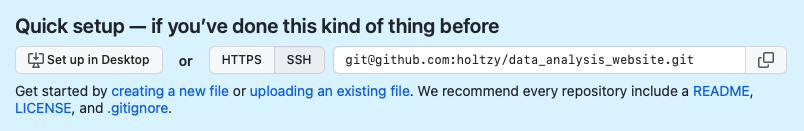 Quick setup — if you’ve done this kind of thing before
Set up in Desktop or HTTPS SSH git@github.com:holtzy/data_analysis_website.git
Get started by creating a new file or uploading an existing file. We recommend every repository include a README,
LICENSE, and .gitignore.